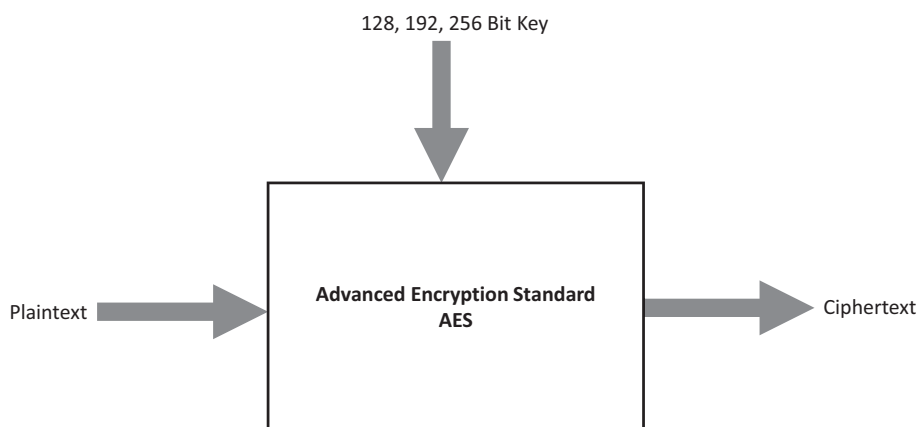 128, 192, 256 Bit Key
Plaintext
Advanced Encryption Standard
AES
Ciphertext